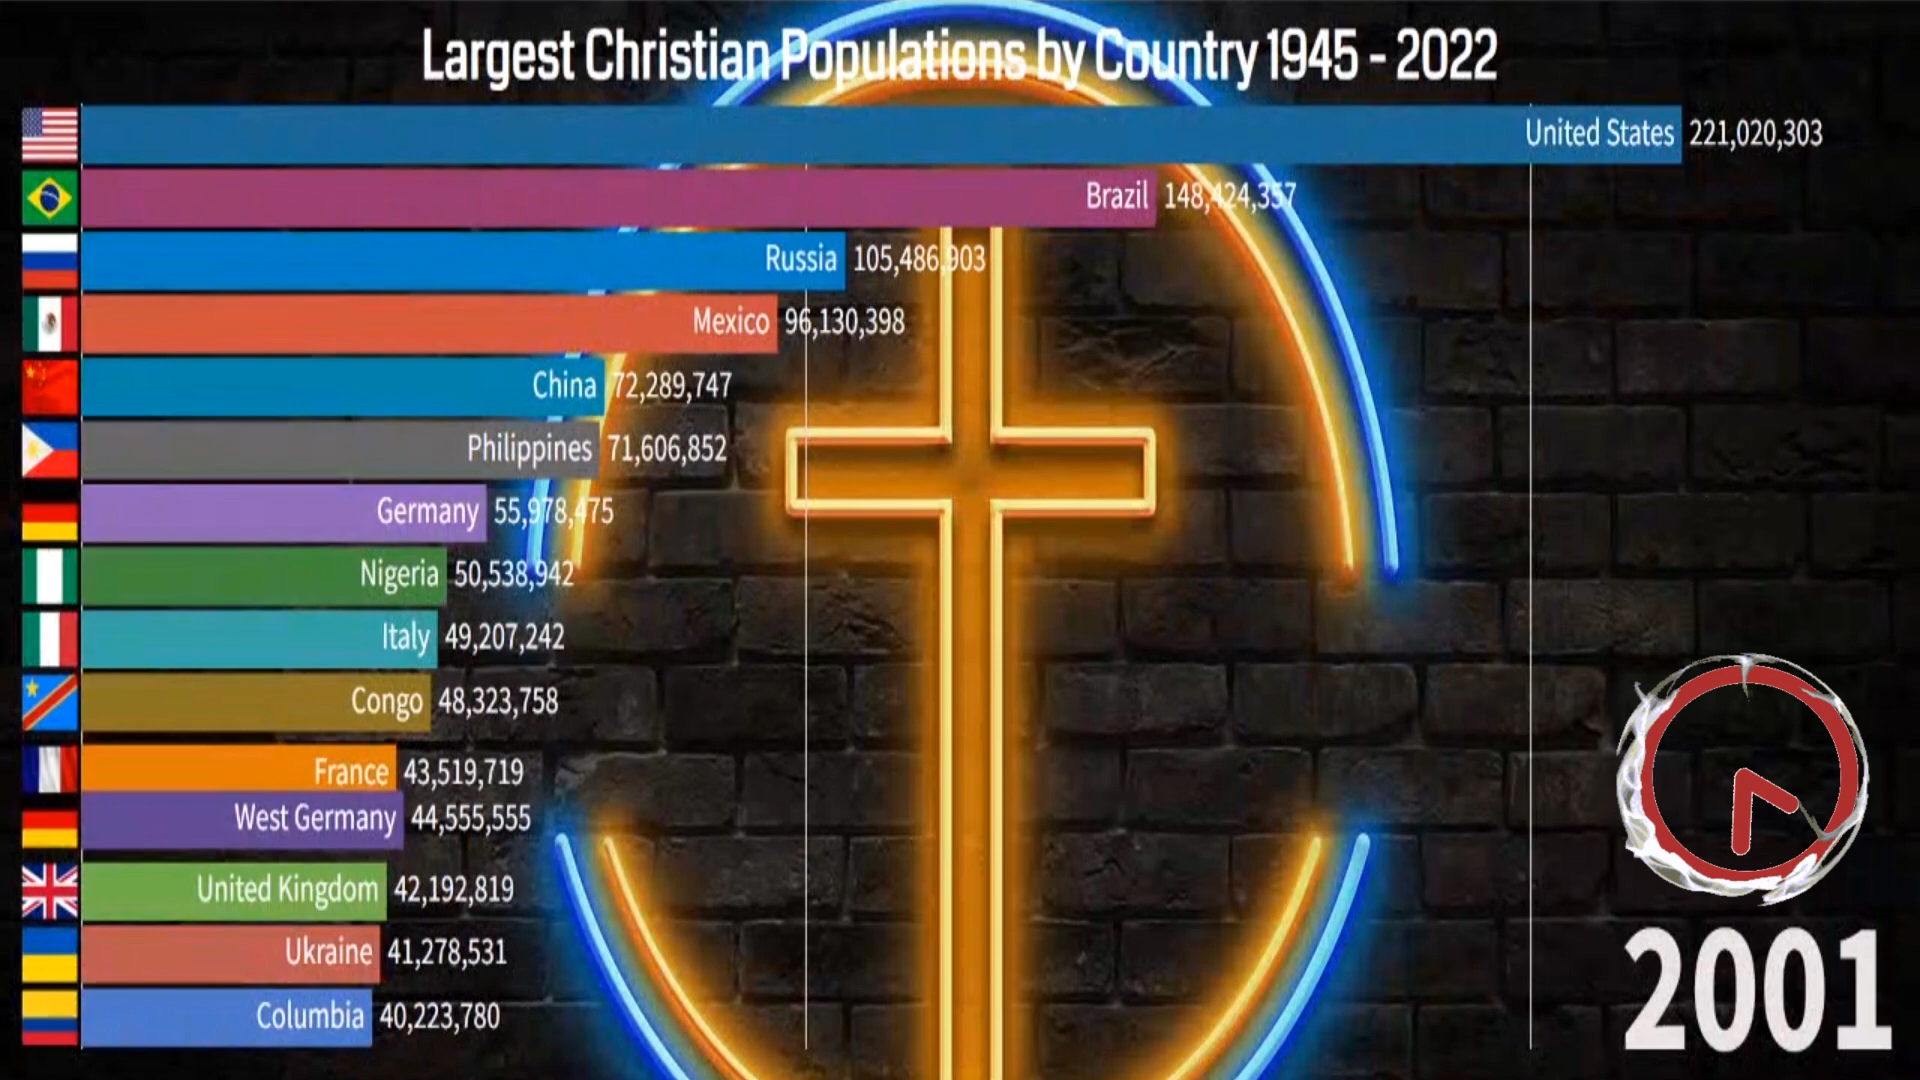 Largest Christian Populations by Country 1945 - 2022
United States 221,020,303
Brazil 148,424,357
Russia 105,486,903
Mexico 96,130,398
China 72,289,747
Philippines 71,606,852
Germany 55,978,475
Nigeria 50,538,942
Italy 49,207,242
Congo 48,323,758
France 43,519,719
West Germany 44,555,555
United Kingdom 42,192,819
Ukraine 41,278,531
Columbia 40,223,780
2001